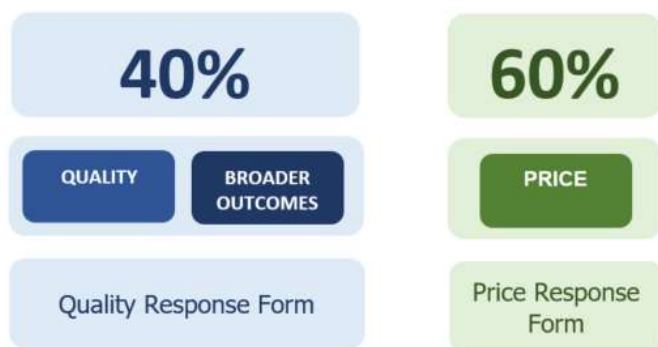 40%
60%
QUALITY
BROADER
OUTCOMES
PRICE
Quality Response Form
Price Response
Form